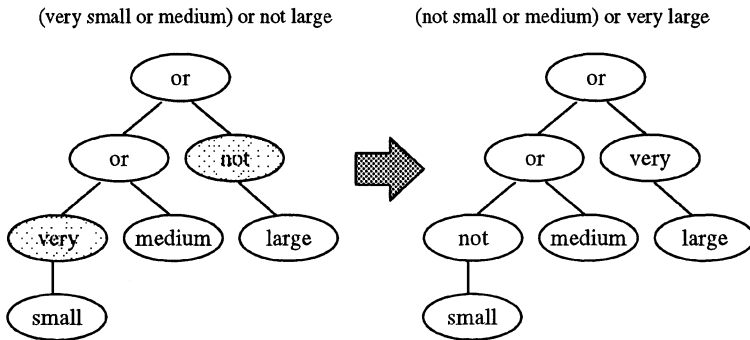 (very small or medium) or not large (not small or medium) or very large
or or
or not or very
very medium large not medium large
small small